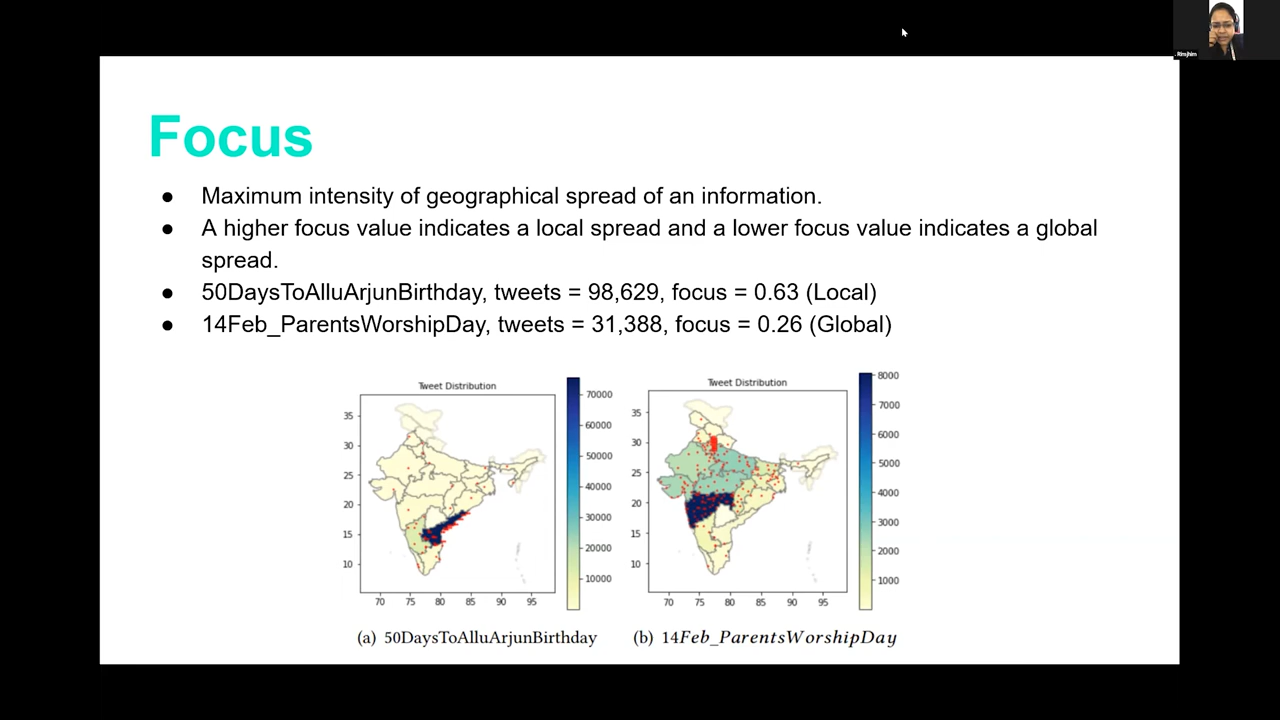 Rimjhim
Focus
● Maximum intensity of geographical spread of an information.
● A higher focus value indicates a local spread and a lower focus value indicates a global
spread.
● 50DaysToAlluArjunBirthday, tweets = 98,629, focus = 0.63 (Local)
● 14Feb_ParentsWorshipDay, tweets = 31,388, focus = 0.26 (Global)
Tweet Distribution
35
30
25
20
15
10
70 75 80 85 90 95
70000
60000
50000
40000
30000
20000
10000
(a) 50DaysToAlluArjunBirthday
Tweet Distribution
35
30
25
20
15
10
70 75 80 85 90 95
8000
7000
6000
5000
4000
3000
2000
1000
(b) 14Feb_ParentsWorshipDay